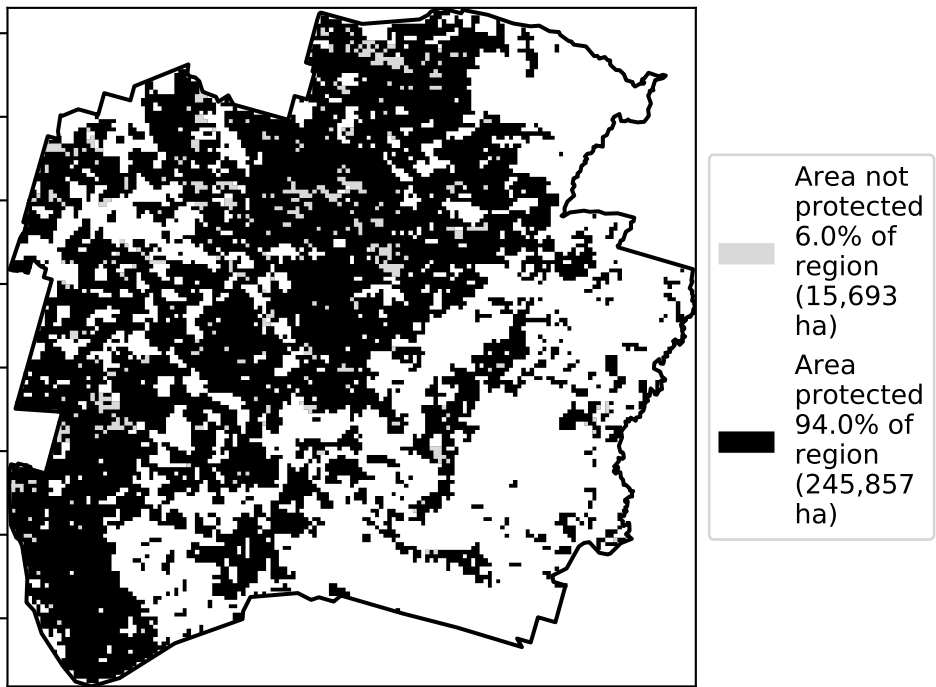 Area not
protected
6.0% of
region
(15,693
ha)
Area
protected
94.0% of
region
(245,857
ha)